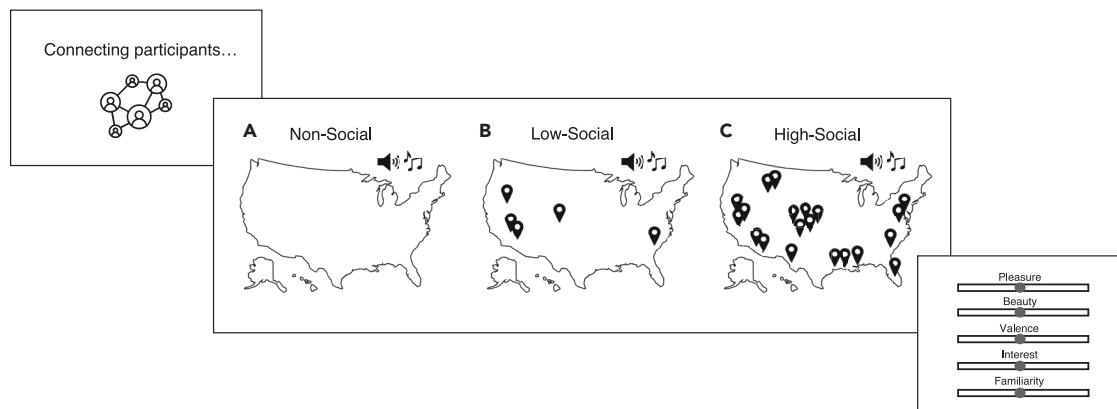 Connecting participants…
A Non-Social
B Low-Social
C High-Social
Pleasure
Beauty
Valence
Interest
Familiarity